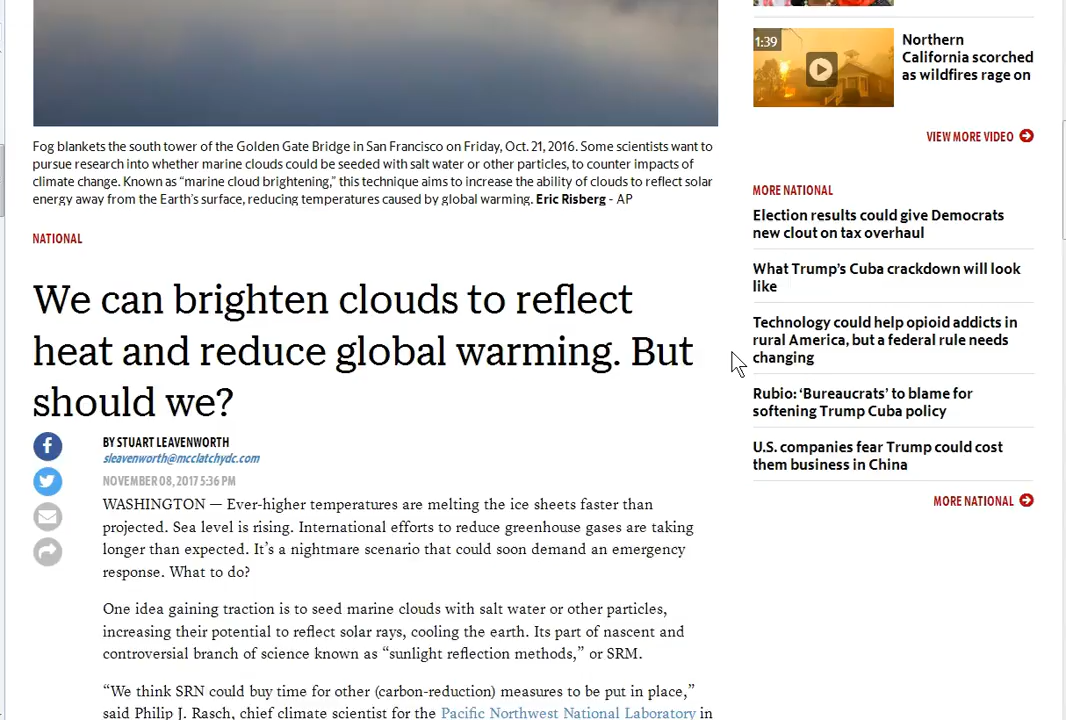 Fog blankets the south tower of the Golden Gate Bridge in San Francisco on Friday, Oct. 21, 2016. Some scientists want to
pursue research into whether marine clouds could be seeded with salt water or other particles, to counter impacts of
climate change. Known as “marine cloud brightening,” this technique aims to increase the ability of clouds to reflect solar
energy away from the Earth’s surface, reducing temperatures caused by global warming. Eric Risberg - AP
NATIONAL
We can brighten clouds to reflect
heat and reduce global warming. But
should we?
BY STUART LEAVENWORTH
sleavenworth@mcclatchydc.com
NOVEMBER 08, 2017 5:36 PM
WASHINGTON — Ever-higher temperatures are melting the ice sheets faster than
projected. Sea level is rising. International efforts to reduce greenhouse gases are taking
longer than expected. It’s a nightmare scenario that could soon demand an emergency
response. What to do?
One idea gaining traction is to seed marine clouds with salt water or other particles,
increasing their potential to reflect solar rays, cooling the earth. Its part of nascent and
controversial branch of science known as “sunlight reflection methods,” or SRM.
“We think SRN could buy time for other (carbon-reduction) measures to be put in place,”
said Philip J. Rasch, chief climate scientist for the Pacific Northwest National Laboratory in
1:39
Northern
California scorched
as wildfires rage on
VIEW MORE VIDEO
MORE NATIONAL
Election results could give Democrats
new clout on tax overhaul
What Trump’s Cuba crackdown will look
like
Technology could help opioid addicts in
rural America, but a federal rule needs
changing
Rubio: ‘Bureaucrats’ to blame for
softening Trump Cuba policy
U.S. companies fear Trump could cost
them business in China
MORE NATIONAL